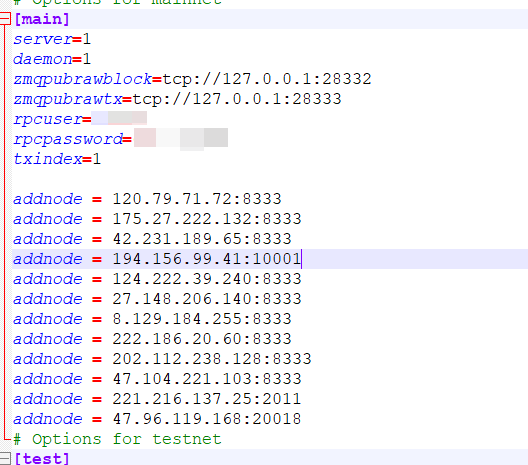 # Options for mainnet
[main]
server=1
daemon=1
zmqpubrawblock=tcp://127.0.0.1:28332
zmqpubrawtx=tcp://127.0.0.1:28333
rpcuser=
rpcpassword=
txindex=1
addnode = 120.79.71.72:8333
addnode = 175.27.222.132:8333
addnode = 42.231.189.65:8333
addnode = 194.156.99.41:10001
addnode = 124.222.39.240:8333
addnode = 27.148.206.140:8333
addnode = 8.129.184.255:8333
addnode = 222.186.20.60:8333
addnode = 202.112.238.128:8333
addnode = 47.104.221.103:8333
addnode = 221.216.137.25:2011
addnode = 47.96.119.168:20018
# Options for testnet
[test]